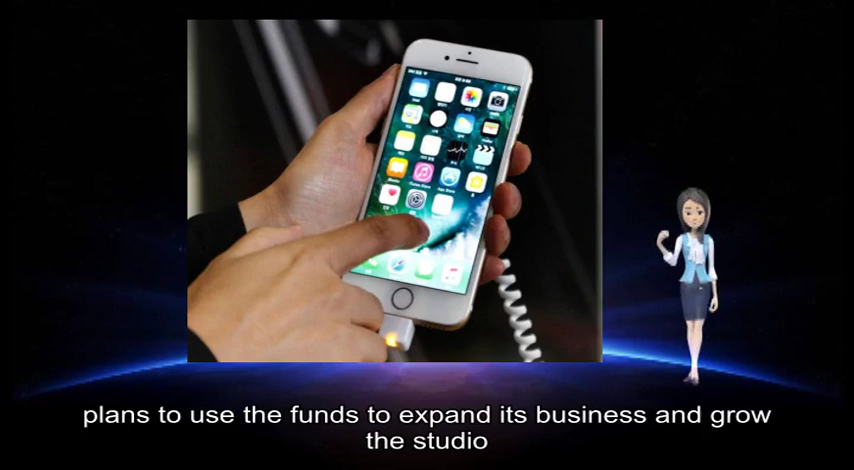 plans to use the funds to expand its business and grow
the studio